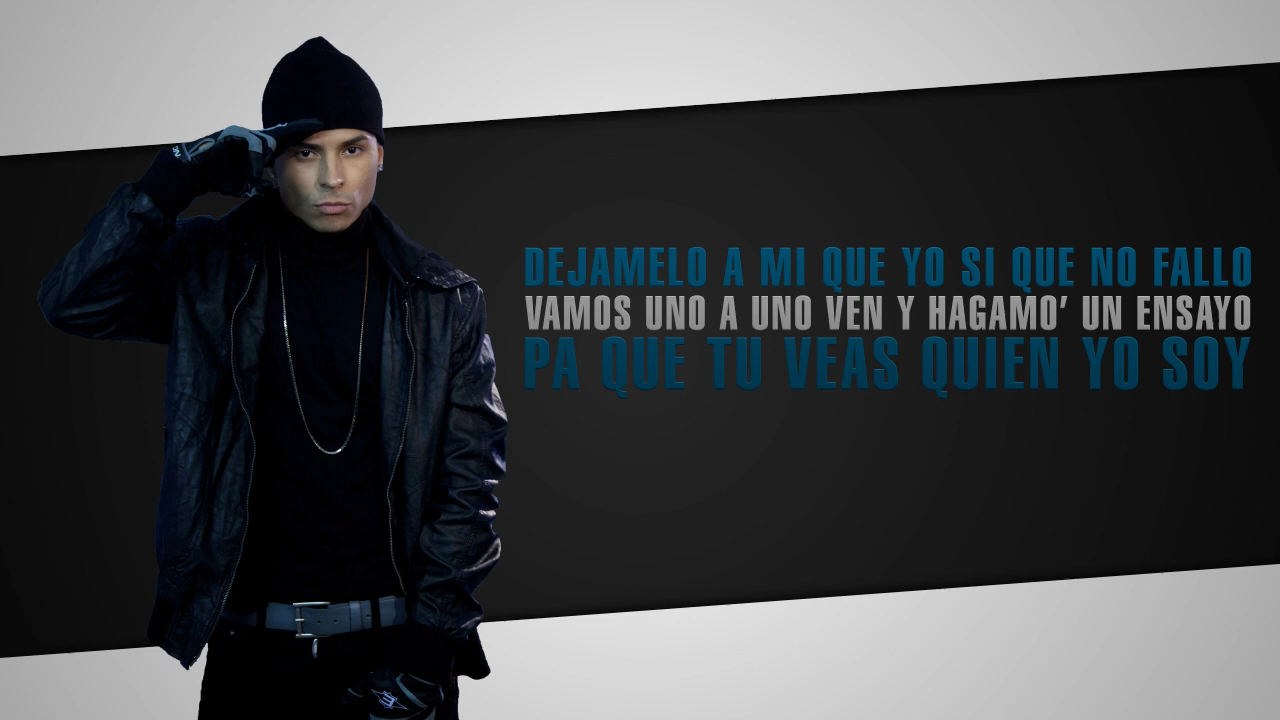 DEJAMELO A MI QUE YO SI QUE NO FALLO
VAMOS UNO A UNO VEN Y HAGAMO' UN ENSAYO
PA QUE TU VEAS QUIEN YO SOY